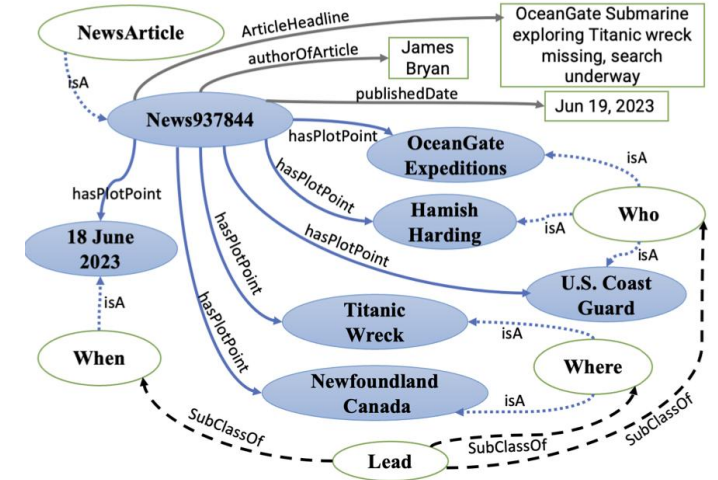 NewsArticle
ArticleHeadline
OceanGate Submarine
exploring Titanic wreck
missing, search
underway
authorOfArticle
James
Bryan
isA
publishedDate
Jun 19, 2023
News937844
hasPlotPoint
OceanGate
Expeditions
isA
hasPlotPoint
hasPlotPoint
Hamish
Harding
isA
Who
18 June
2023
hasPlotPoint
hasPlotPoint
isA
U.S. Coast
Guard
isA
hasPlotPoint
Titanic
Wreck
isA
When
Where
Newfoundland
Canada
isA
SubClassOf
SubClassOf
SubClassOf
Lead